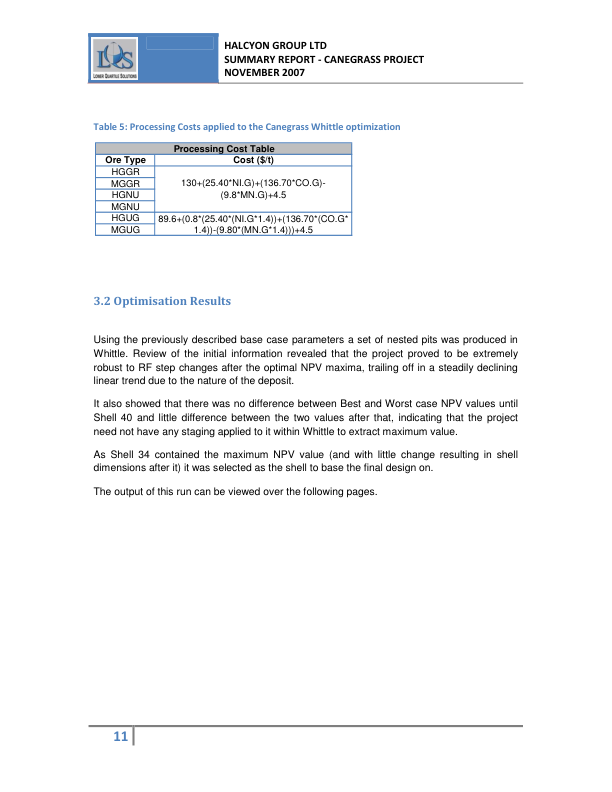 HALCYON GROUP LTD
SUMMARY REPORT - CANEGRASS PROJECT
NOVEMBER 2007
LQS
LOWER QUARTILE SOLUTIONS
Table 5: Processing Costs applied to the Canegrass Whittle optimization
Processing Cost Table
Ore Type Cost ($/t)
HGGR
MGGR
HGNU
MGNU
130+(25.40*NI.G)+(136.70*CO.G)-
(9.8*MN.G)+4.5
HGUG
MGUG
89.6+(0.8*(25.40*(NI.G*1.4))+(136.70*(CO.G*
1.4))-(9.80*(MN.G*1.4)))+4.5
3.2 Optimisation Results
Using the previously described base case parameters a set of nested pits was produced in
Whittle. Review of the initial information revealed that the project proved to be extremely
robust to RF step changes after the optimal NPV maxima, trailing off in a steadily declining
linear trend due to the nature of the deposit.
It also showed that there was no difference between Best and Worst case NPV values until
Shell 40 and little difference between the two values after that, indicating that the project
need not have any staging applied to it within Whittle to extract maximum value.
As Shell 34 contained the maximum NPV value (and with little change resulting in shell
dimensions after it) it was selected as the shell to base the final design on.
The output of this run can be viewed over the following pages.
11